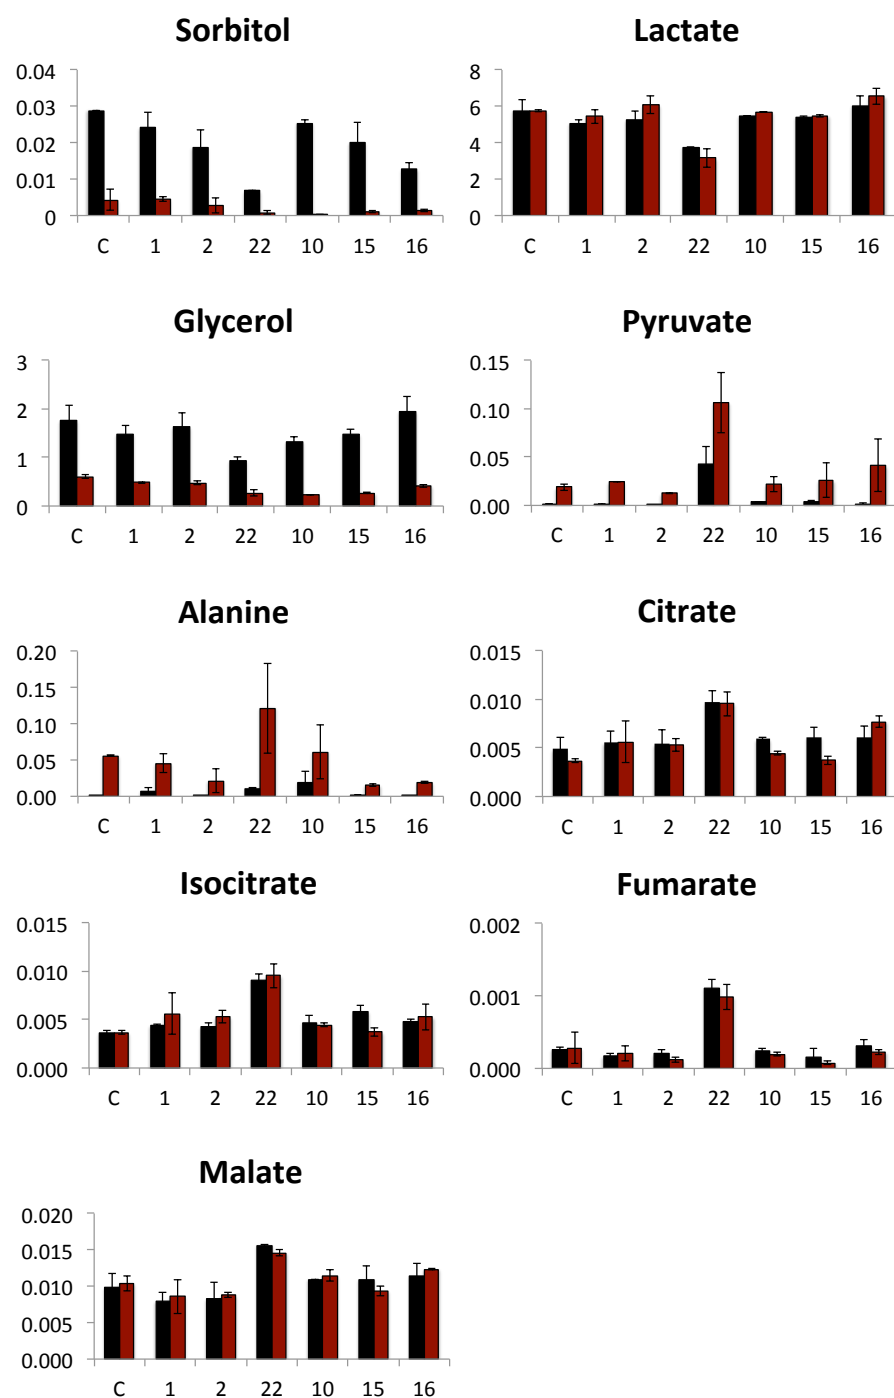 Sorbitol
0.04
0.03
0.02
0.01
0
C 1 2 22 10 15 16
Lactate
8
6
4
2
0
C 1 2 22 10 15 16
Glycerol
3
2
1
0
C 1 2 22 10 15 16
Pyruvate
0.15
0.10
0.05
0.00
C 1 2 22 10 15 16
Alanine
0.20
0.15
0.10
0.05
0.00
C 1 2 22 10 15 16
Citrate
0.015
0.010
0.005
0.000
C 1 2 22 10 15 16
Isocitrate
0.015
0.010
0.005
0.000
C 1 2 22 10 15 16
Fumarate
0.002
0.001
0.000
C 1 2 22 10 15 16
Malate
0.020
0.015
0.010
0.005
0.000
C 1 2 22 10 15 16